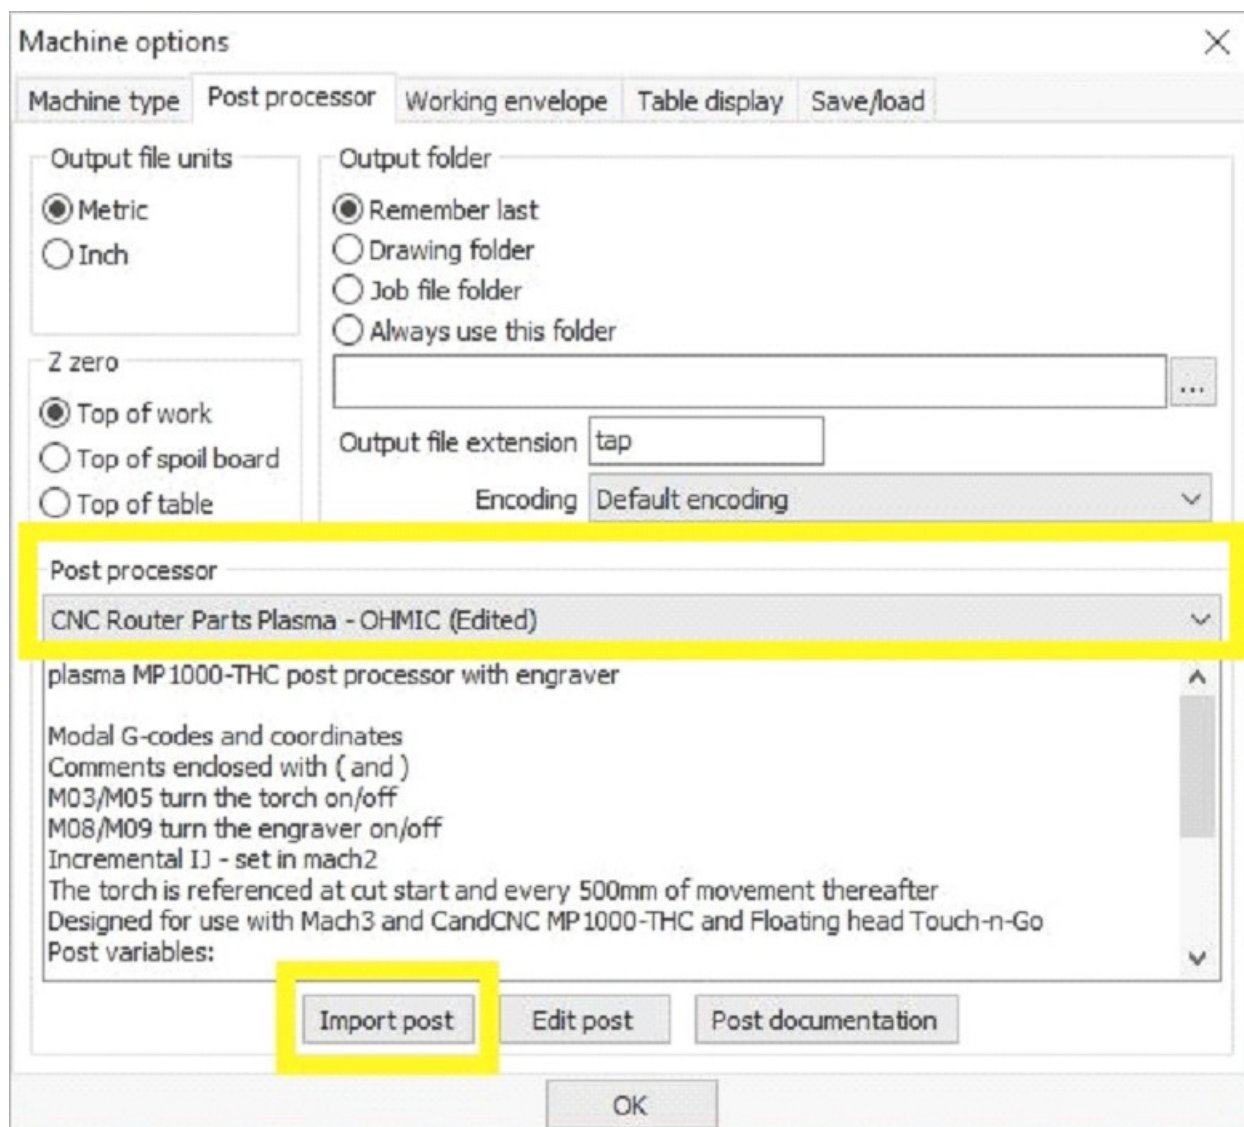 Machine options
Machine type Post processor Working envelope Table display Save/load
Output file units
Metric
Inch
Output folder
Remember last
Drawing folder
Job file folder
Always use this folder
...
Z zero
Top of work
Top of spoil board
Top of table
Output file extension tap
Encoding Default encoding
Post processor
CNC Router Parts Plasma - OHMIC (Edited)
plasma MP1000-THC post processor with engraver
Modal G-codes and coordinates
Comments enclosed with ( and )
M03/M05 turn the torch on/off
M08/M09 turn the engraver on/off
Incremental IJ - set in mach2
The torch is referenced at cut start and every 500mm of movement thereafter
Designed for use with Mach3 and CandCNC MP1000-THC and Floating head Touch-n-Go
Post variables:
Import post Edit post Post documentation
OK